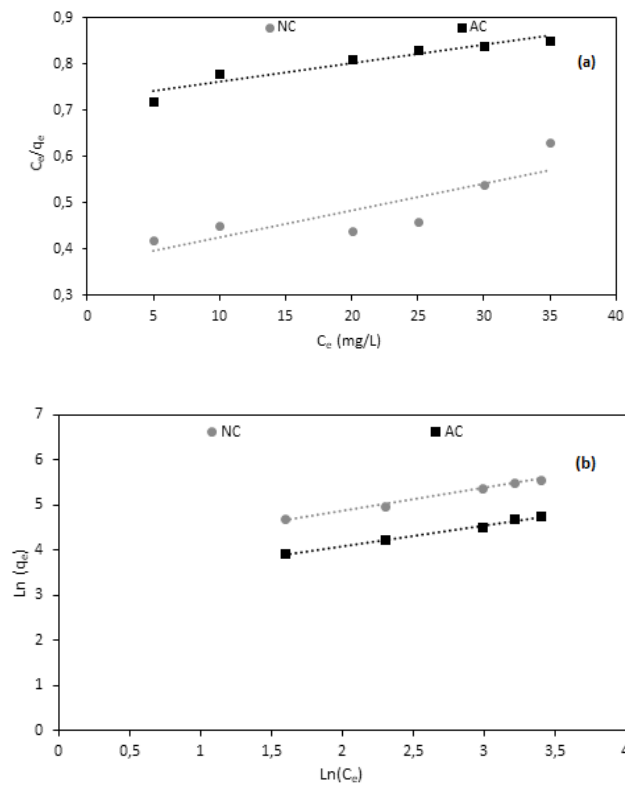 NC AC
(a)
0,9
0,8
0,7
0,6
0,5
0,4
0,3
Ce/qe
0 5 10 15 20 25 30 35 40
Ce (mg/L)
NC AC
(b)
7
6
5
4
3
2
1
0
Ln (qe)
0 0,5 1 1,5 2 2,5 3 3,5 4
Ln(Ce)